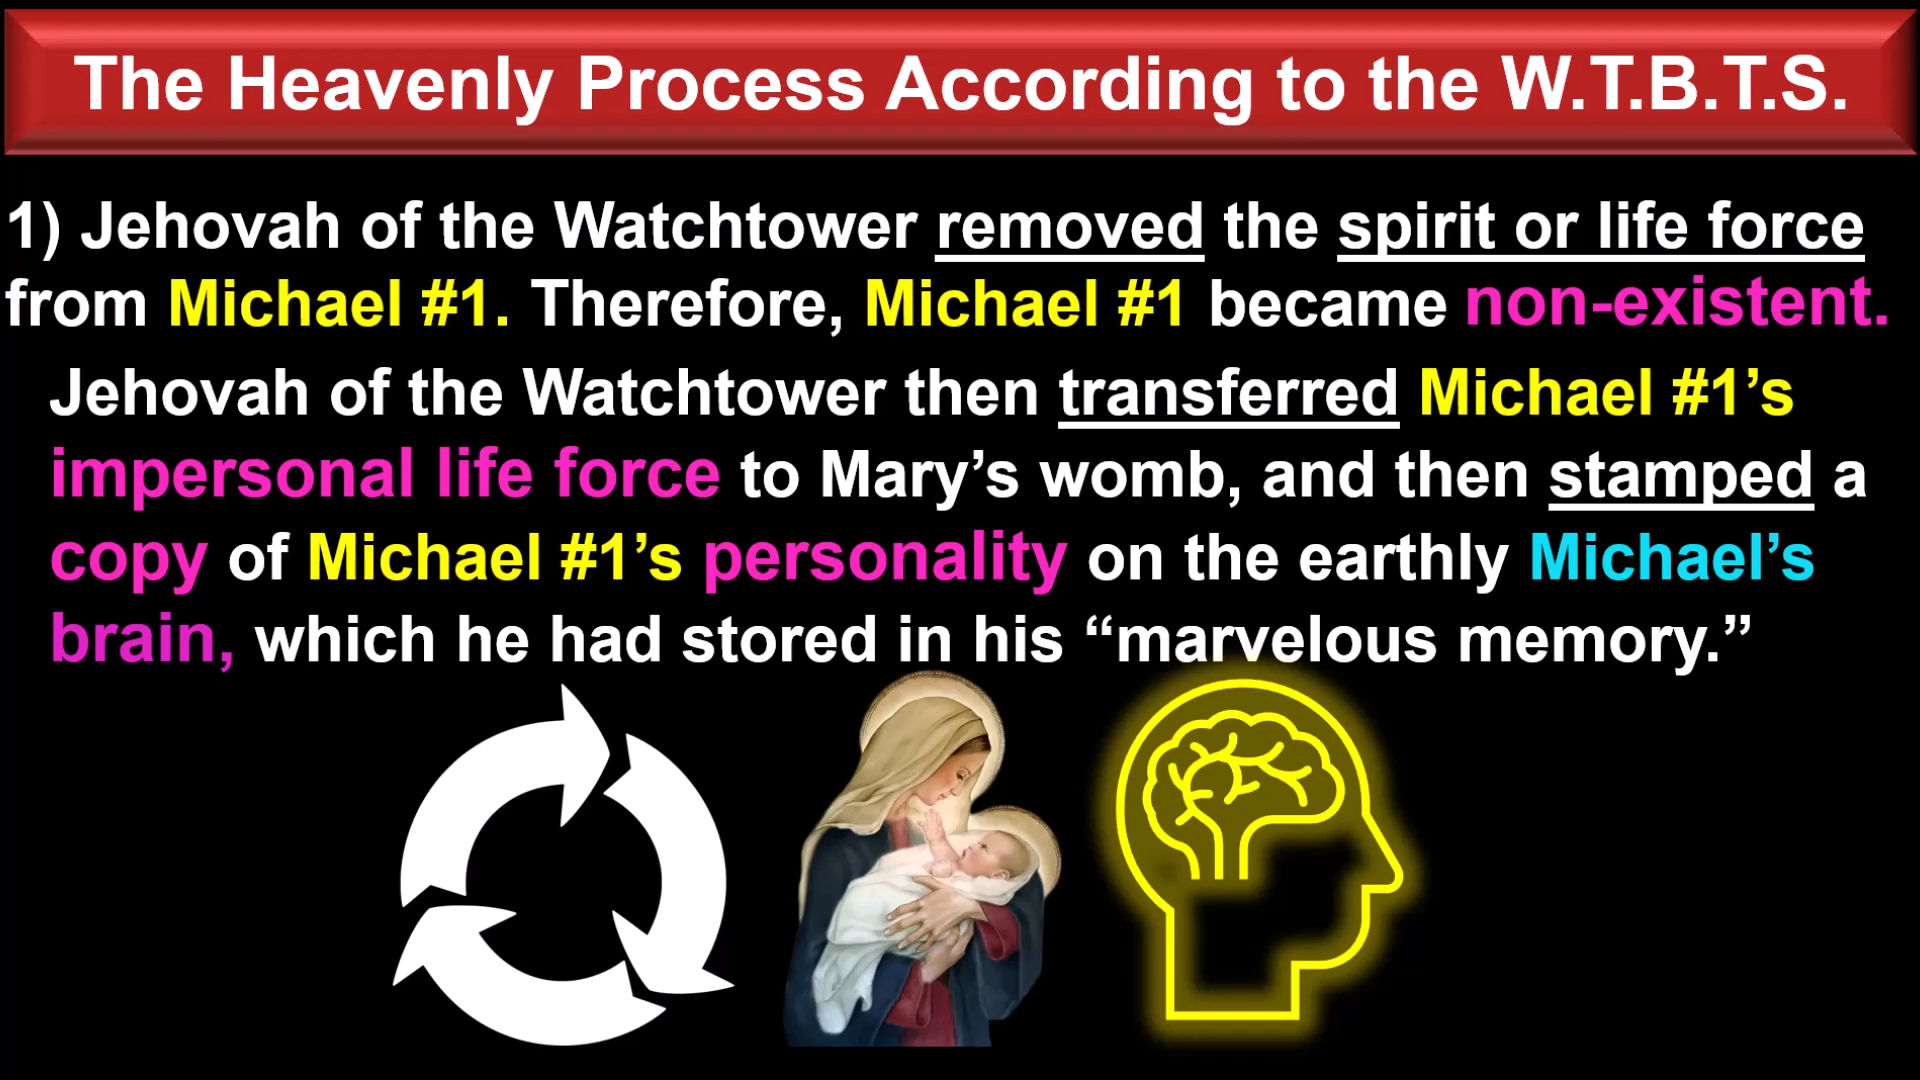 The Heavenly Process According to the W.T.B.T.S.
1) Jehovah of the Watchtower removed the spirit or life force
from Michael #1. Therefore, Michael #1 became non-existent.
Jehovah of the Watchtower then transferred Michael #1’s
impersonal life force to Mary’s womb, and then stamped a
copy of Michael #1’s personality on the earthly Michael’s
brain, which he had stored in his “marvelous memory.”